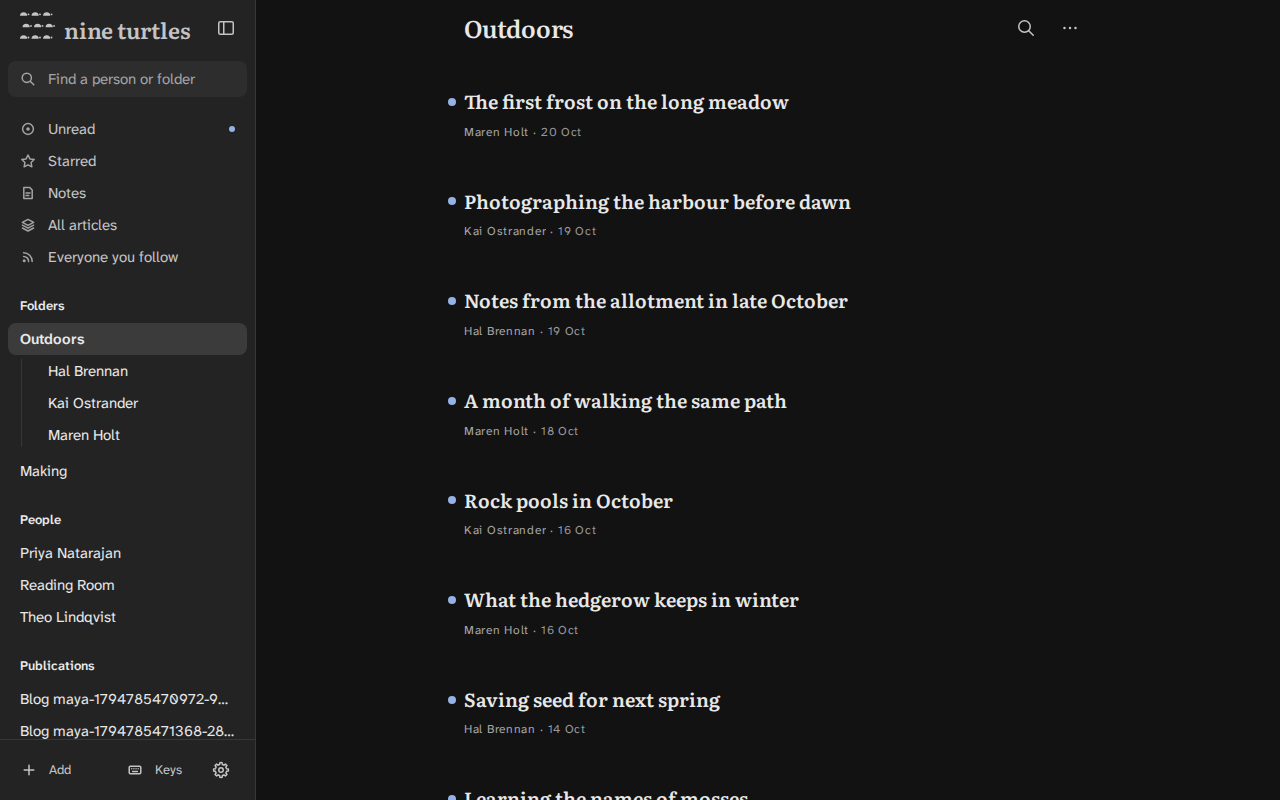 nine turtles
Find a person or folder
Unread
Starred
Notes
All articles
Everyone you follow
Folders
Outdoors
Hal Brennan
Kai Ostrander
Maren Holt
Making
People
Priya Natarajan
Reading Room
Theo Lindqvist
Publications
Blog maya-1794785470972-9...
Blog maya-1794785471368-28...
Add
Keys
Outdoors
The first frost on the long meadow
Maren Holt · 20 Oct
Photographing the harbour before dawn
Kai Ostrander · 19 Oct
Notes from the allotment in late October
Hal Brennan · 19 Oct
A month of walking the same path
Maren Holt · 18 Oct
Rock pools in October
Kai Ostrander · 16 Oct
What the hedgerow keeps in winter
Maren Holt · 16 Oct
Saving seed for next spring
Hal Brennan · 14 Oct
Learning the names of mosses